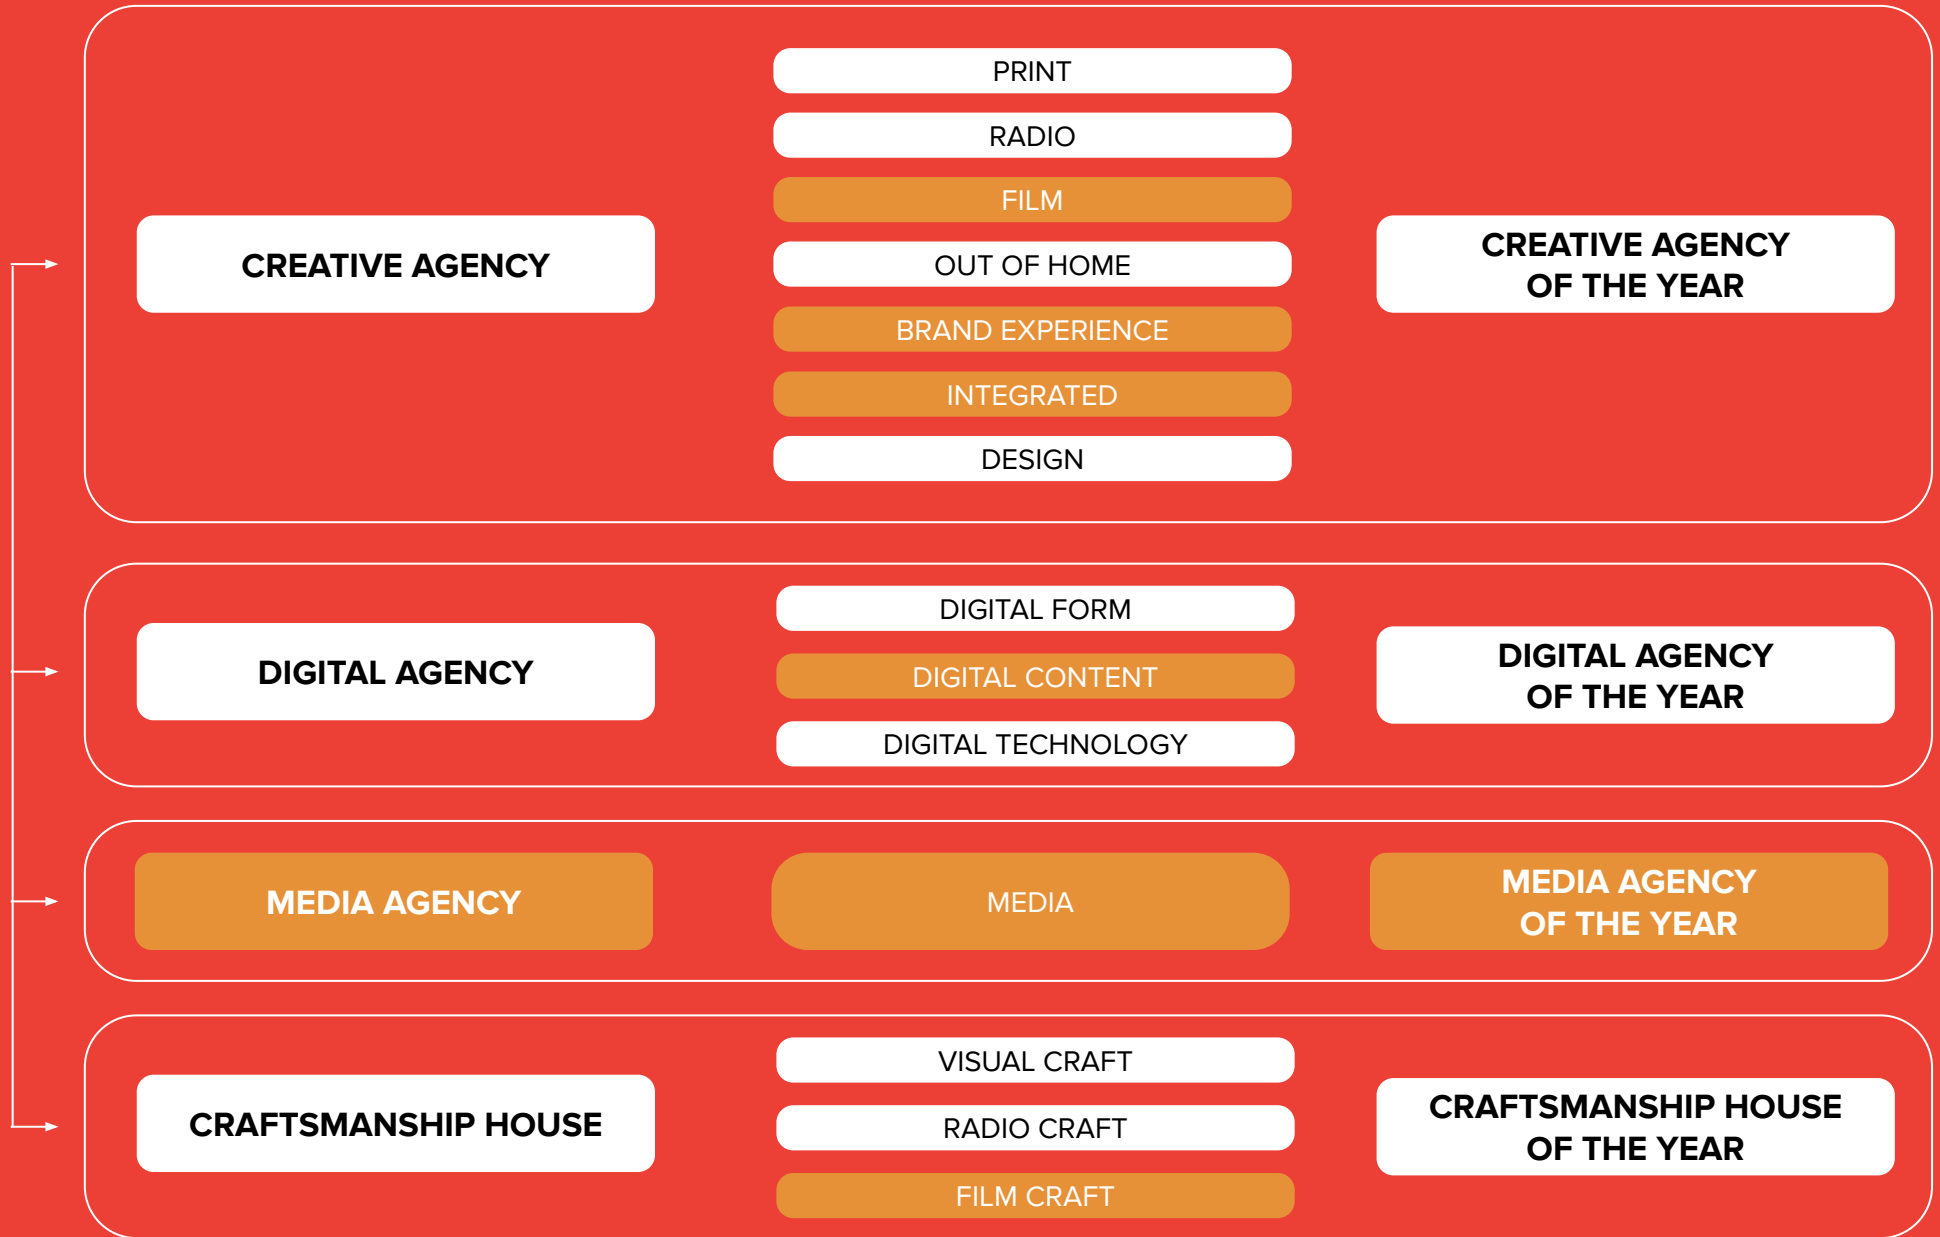 CREATIVE AGENCY
PRINT
RADIO
FILM
OUT OF HOME
BRAND EXPERIENCE
INTEGRATED
DESIGN
CREATIVE AGENCY
OF THE YEAR
DIGITAL AGENCY
DIGITAL FORM
DIGITAL CONTENT
DIGITAL TECHNOLOGY
DIGITAL AGENCY
OF THE YEAR
MEDIA AGENCY
MEDIA
MEDIA AGENCY
OF THE YEAR
CRAFTSMANSHIP HOUSE
VISUAL CRAFT
RADIO CRAFT
FILM CRAFT
CRAFTSMANSHIP HOUSE
OF THE YEAR